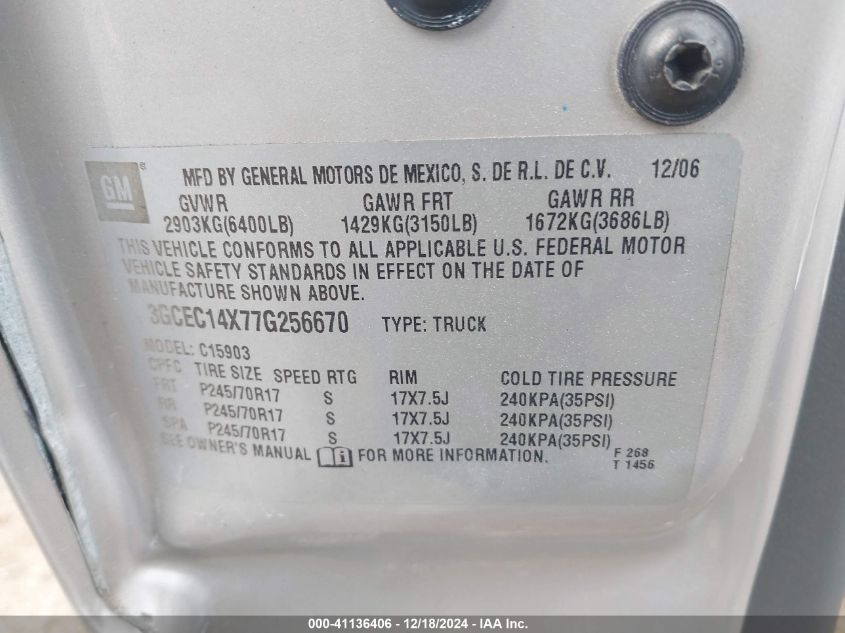 GM
MFD BY GENERAL MOTORS DE MEXICO, S. DE R.L. DE C.V. 12/06
GVWR GAWR FRT GAWR RR
2903KG(6400LB) 1429KG(3150LB) 1672KG(3686LB)
THIS VEHICLE CONFORMS TO ALL APPLICABLE U.S. FEDERAL MOTOR
VEHICLE SAFETY STANDARDS IN EFFECT ON THE DATE OF
MANUFACTURE SHOWN ABOVE.
3GCEC14X77G256670 TYPE: TRUCK
MODEL: C15903
CPFC TIRE SIZE SPEED RTG RIM COLD TIRE PRESSURE
FRT P245/70R17 S 17X7.5J 240KPA(35PSI)
RR P245/70R17 S 17X7.5J 240KPA(35PSI)
SPA P245/70R17 S 17X7.5J 240KPA(35PSI)
SEE OWNER'S MANUAL i FOR MORE INFORMATION.
F 268
T 1456
000-41136406 - 12/18/2024 - IAA Inc.